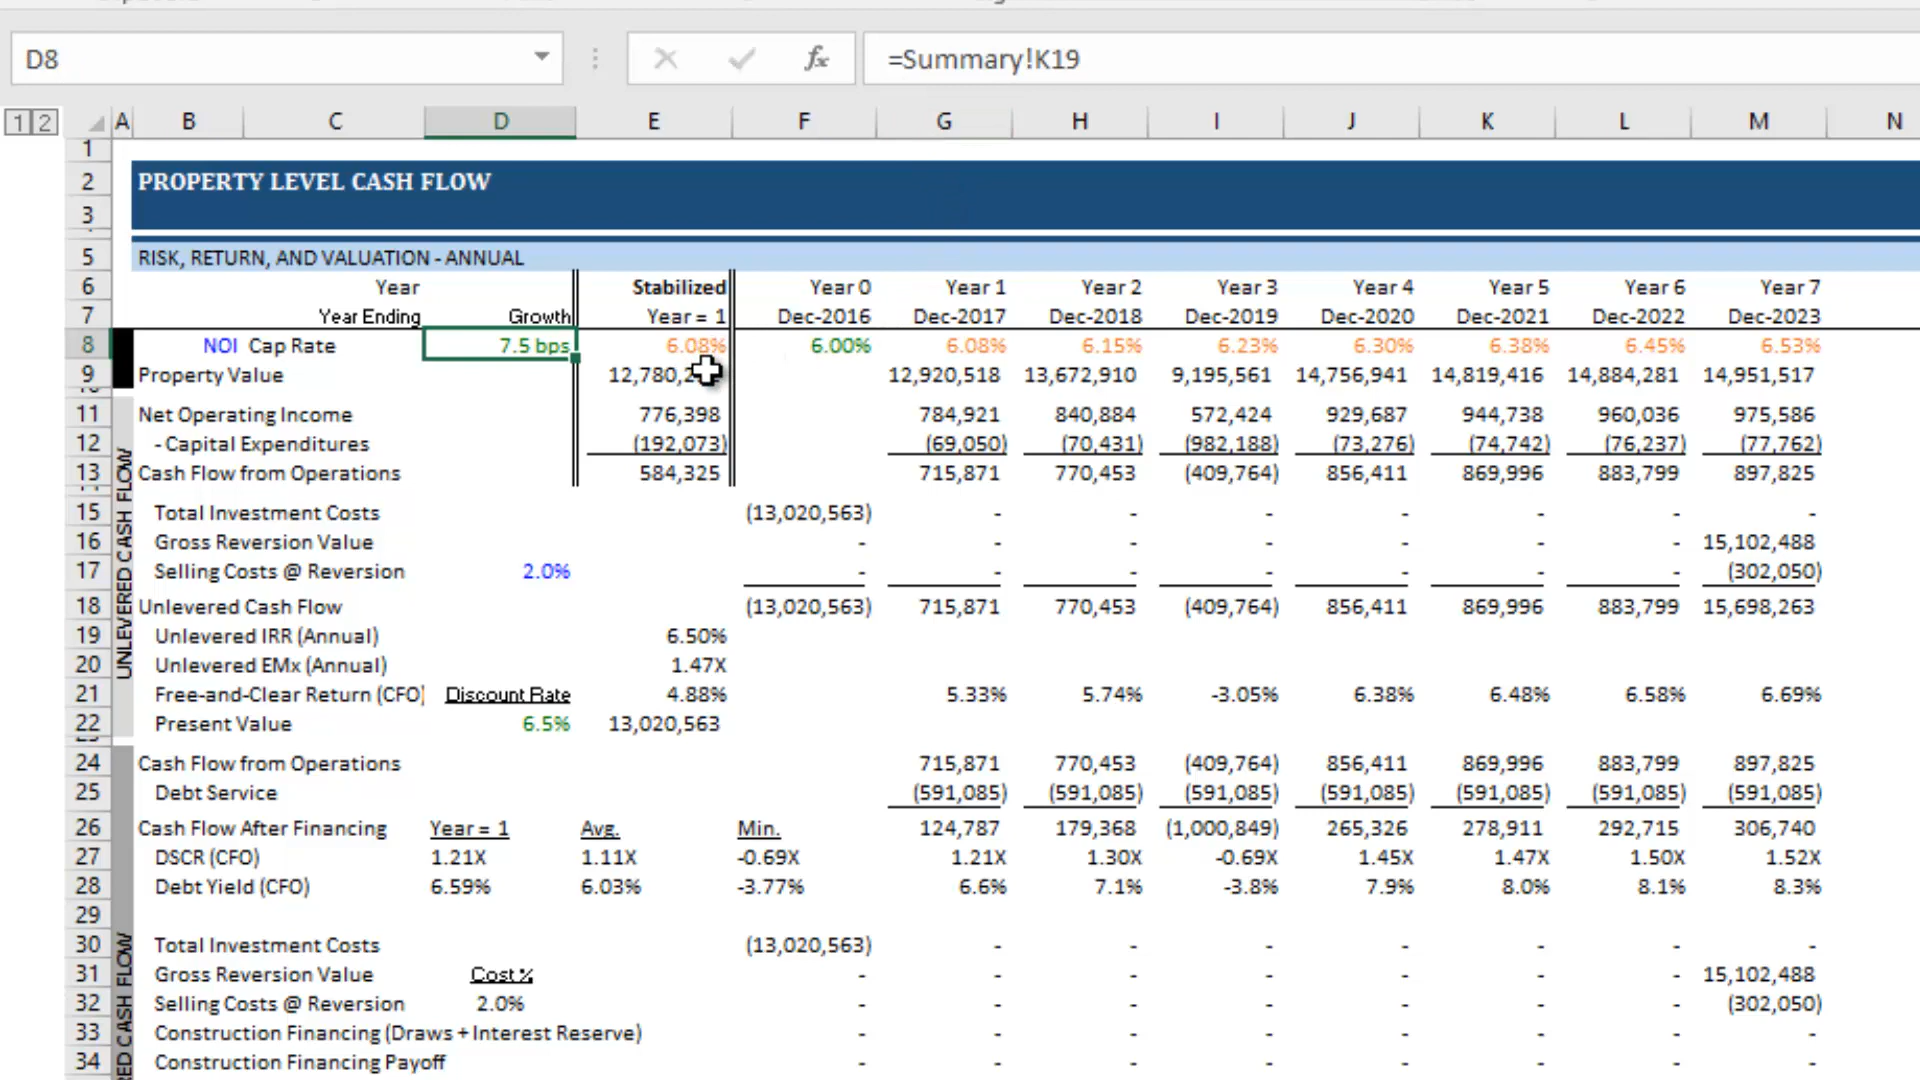 D8 fx =Summary!K19
1 2 A B C D E F G H I J K L M N
1
2 PROPERTY LEVEL CASH FLOW
3
5 RISK, RETURN, AND VALUATION - ANNUAL
6 Year Stabilized Year 0 Year 1 Year 2 Year 3 Year 4 Year 5 Year 6 Year 7
7 Year Ending Growth Year = 1 Dec-2016 Dec-2017 Dec-2018 Dec-2019 Dec-2020 Dec-2021 Dec-2022 Dec-2023
8 NOI Cap Rate 7.5 bps 6.08% 6.00% 6.08% 6.15% 6.23% 6.30% 6.38% 6.45% 6.53%
9 Property Value 12,920,518 13,672,910 9,195,561 14,756,941 14,819,416 14,884,281 14,951,517
11 Net Operating Income 776,398 784,921 840,884 572,424 929,687 944,738 960,036 975,586
12 - Capital Expenditures (192,073) (69,050) (70,431) (982,188) (73,276) (74,742) (76,237) (77,762)
13 Cash Flow from Operations 584,325 715,871 770,453 (409,764) 856,411 869,996 883,799 897,825
15 Total Investment Costs (13,020,563) - - - - - - -
16 Gross Reversion Value - - - - - - - 15,102,488
17 Selling Costs @ Reversion 2.0% - - - - - - - (302,050)
18 Unlevered Cash Flow (13,020,563) 715,871 770,453 (409,764) 856,411 869,996 883,799 15,698,263
19 Unlevered IRR (Annual) 6.50%
20 Unlevered EMx (Annual) 1.47X
21 Free-and-Clear Return (CFO) Discount Rate 4.88% 5.33% 5.74% -3.05% 6.38% 6.48% 6.58% 6.69%
22 Present Value 6.5% 13,020,563
24 Cash Flow from Operations 715,871 770,453 (409,764) 856,411 869,996 883,799 897,825
25 Debt Service (591,085) (591,085) (591,085) (591,085) (591,085) (591,085) (591,085)
26 Cash Flow After Financing Year = 1 Avg. Min. 124,787 179,368 (1,000,849) 265,326 278,911 292,715 306,740
27 DSCR (CFO) 1.21X 1.11X -0.69X 1.21X 1.30X -0.69X 1.45X 1.47X 1.50X 1.52X
28 Debt Yield (CFO) 6.59% 6.03% -3.77% 6.6% 7.1% -3.8% 7.9% 8.0% 8.1% 8.3%
29
30 Total Investment Costs (13,020,563) - - - - - - -
31 Gross Reversion Value Cost % - - - - - - - 15,102,488
32 Selling Costs @ Reversion 2.0% - - - - - - - (302,050)
33 Construction Financing (Draws + Interest Reserve) - - - - - - - -
34 Construction Financing Payoff - - - - - - - -
UNLEVERED CASH FLOW
CASH FLOW